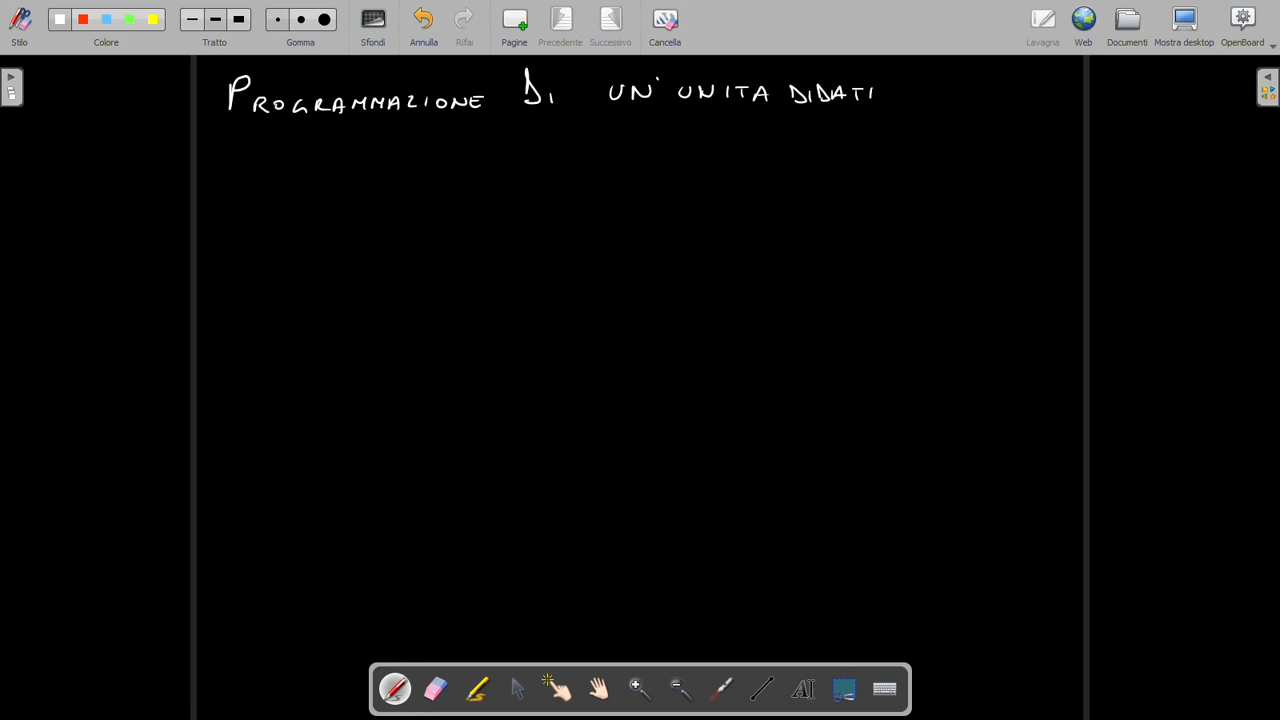 Stilo Colore Tratto Gomma Sfondi Annulla Rifai Pagine Precedente Successivo Cancella Lavagna Web Documenti Mostra desktop OpenBoard
PROGRAMMAZIONE DI UN' UNITA DIDATI
AI